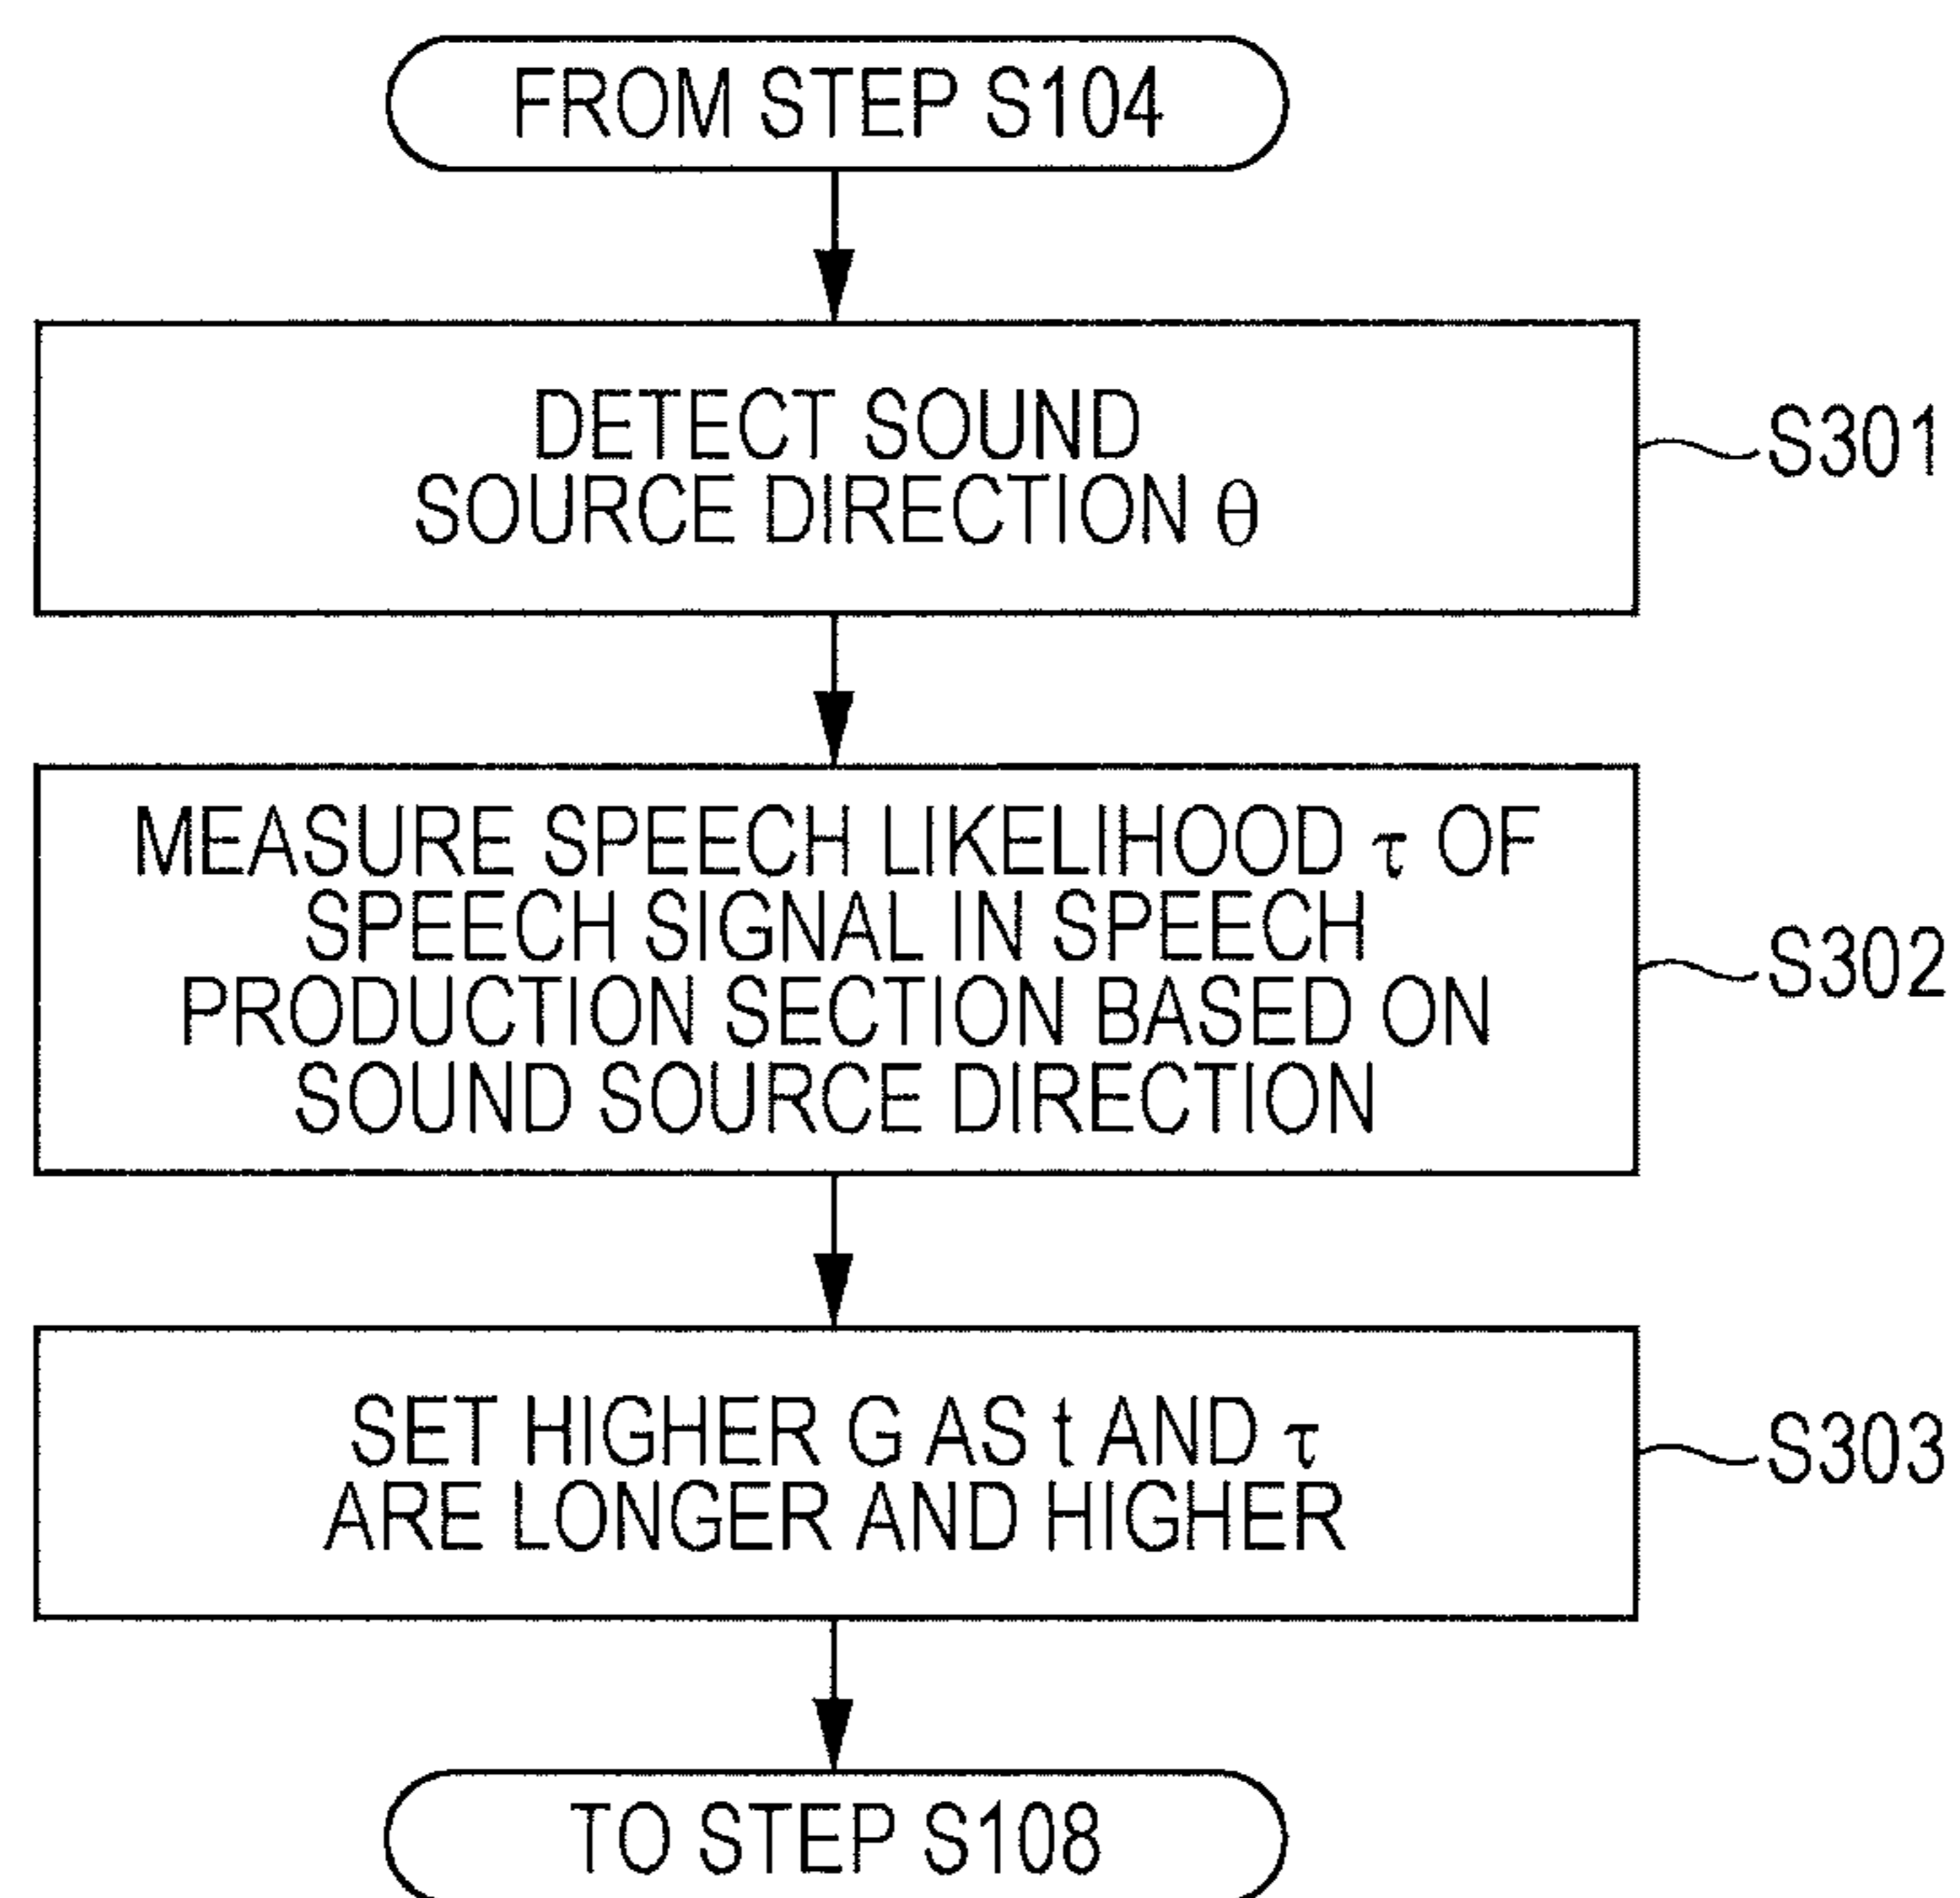 FROM STEP S104
DETECT SOUND
SOURCE DIRECTION θ
S301
MEASURE SPEECH LIKELIHOOD τ OF
SPEECH SIGNAL IN SPEECH
PRODUCTION SECTION BASED ON
SOUND SOURCE DIRECTION
S302
SET HIGHER G AS t AND τ
ARE LONGER AND HIGHER
S303
TO STEP S108